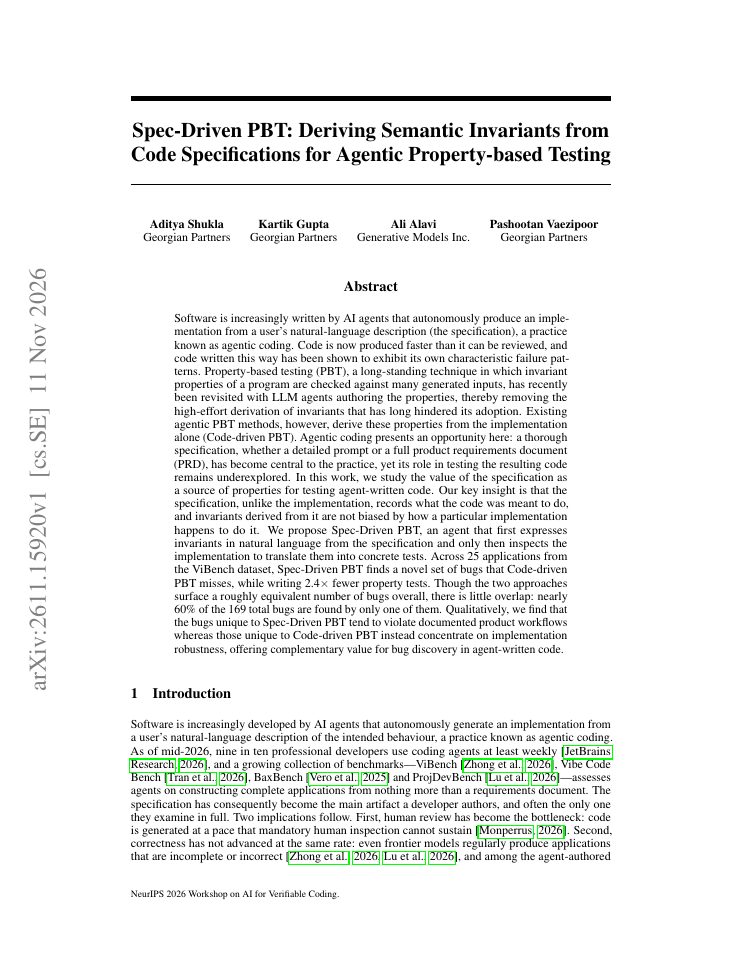 Spec-Driven PBT: Deriving Semantic Invariants from
Code Specifications for Agentic Property-based Testing
Aditya Shukla
Georgian Partners
Kartik Gupta
Georgian Partners
Ali Alavi
Generative Models Inc.
Pashootan Vaezipoor
Georgian Partners
arXiv:2611.15920v1 [cs.SE] 11 Nov 2026
Abstract
Software is increasingly written by AI agents that autonomously produce an imple-
mentation from a user's natural-language description (the specification), a practice
known as agentic coding. Code is now produced faster than it can be reviewed, and
code written this way has been shown to exhibit its own characteristic failure pat-
terns. Property-based testing (PBT), a long-standing technique in which invariant
properties of a program are checked against many generated inputs, has recently
been revisited with LLM agents authoring the properties, thereby removing the
high-effort derivation of invariants that has long hindered its adoption. Existing
agentic PBT methods, however, derive these properties from the implementation
alone (Code-driven PBT). Agentic coding presents an opportunity here: a thorough
specification, whether a detailed prompt or a full product requirements document
(PRD), has become central to the practice, yet its role in testing the resulting code
remains underexplored. In this work, we study the value of the specification as
a source of properties for testing agent-written code. Our key insight is that the
specification, unlike the implementation, records what the code was meant to do,
and invariants derived from it are not biased by how a particular implementation
happens to do it. We propose Spec-Driven PBT, an agent that first expresses
invariants in natural language from the specification and only then inspects the
implementation to translate them into concrete tests. Across 25 applications from
the ViBench dataset, Spec-Driven PBT finds a novel set of bugs that Code-driven
PBT misses, while writing 2.4× fewer property tests. Though the two approaches
surface a roughly equivalent number of bugs overall, there is little overlap: nearly
60% of the 169 total bugs are found by only one of them. Qualitatively, we find that
the bugs unique to Spec-Driven PBT tend to violate documented product workflows
whereas those unique to Code-driven PBT instead concentrate on implementation
robustness, offering complementary value for bug discovery in agent-written code.
1 Introduction
Software is increasingly developed by AI agents that autonomously generate an implementation from
a user's natural-language description of the intended behaviour, a practice known as agentic coding.
As of mid-2026, nine in ten professional developers use coding agents at least weekly [JetBrains
Research, 2026], and a growing collection of benchmarks—ViBench [Zhong et al., 2026], Vibe Code
Bench [Tran et al., 2026], BaxBench [Vero et al., 2025] and ProjDevBench [Lu et al., 2026]—assesses
agents on constructing complete applications from nothing more than a requirements document. The
specification has consequently become the main artifact a developer authors, and often the only one
they examine in full. Two implications follow. First, human review has become the bottleneck: code
is generated at a pace that mandatory human inspection cannot sustain [Monperrus, 2026]. Second,
correctness has not advanced at the same rate: even frontier models regularly produce applications
that are incomplete or incorrect [Zhong et al., 2026, Lu et al., 2026], and among the agent-authored
NeurIPS 2026 Workshop on AI for Verifiable Coding.